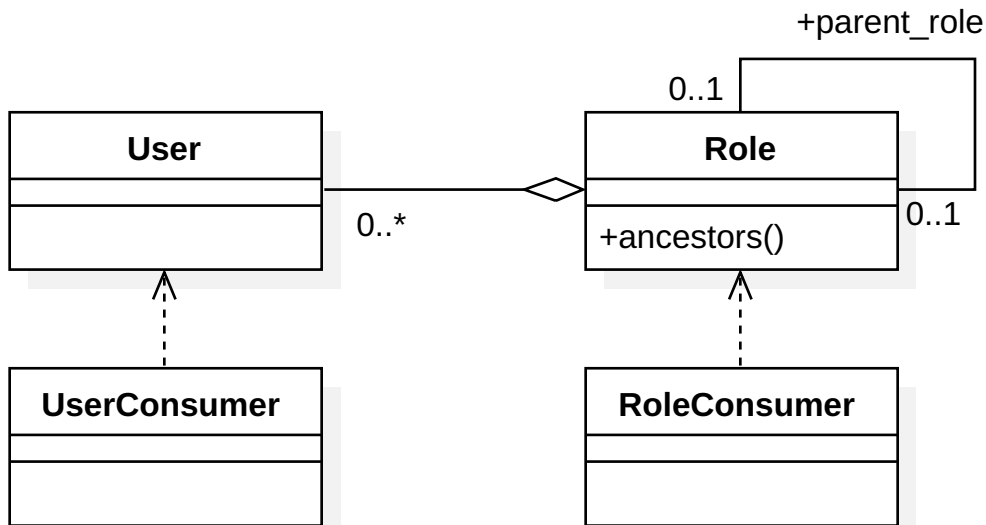 +parent_role
0..1
User
Role
0..*
0..1
+ancestors()
UserConsumer
RoleConsumer